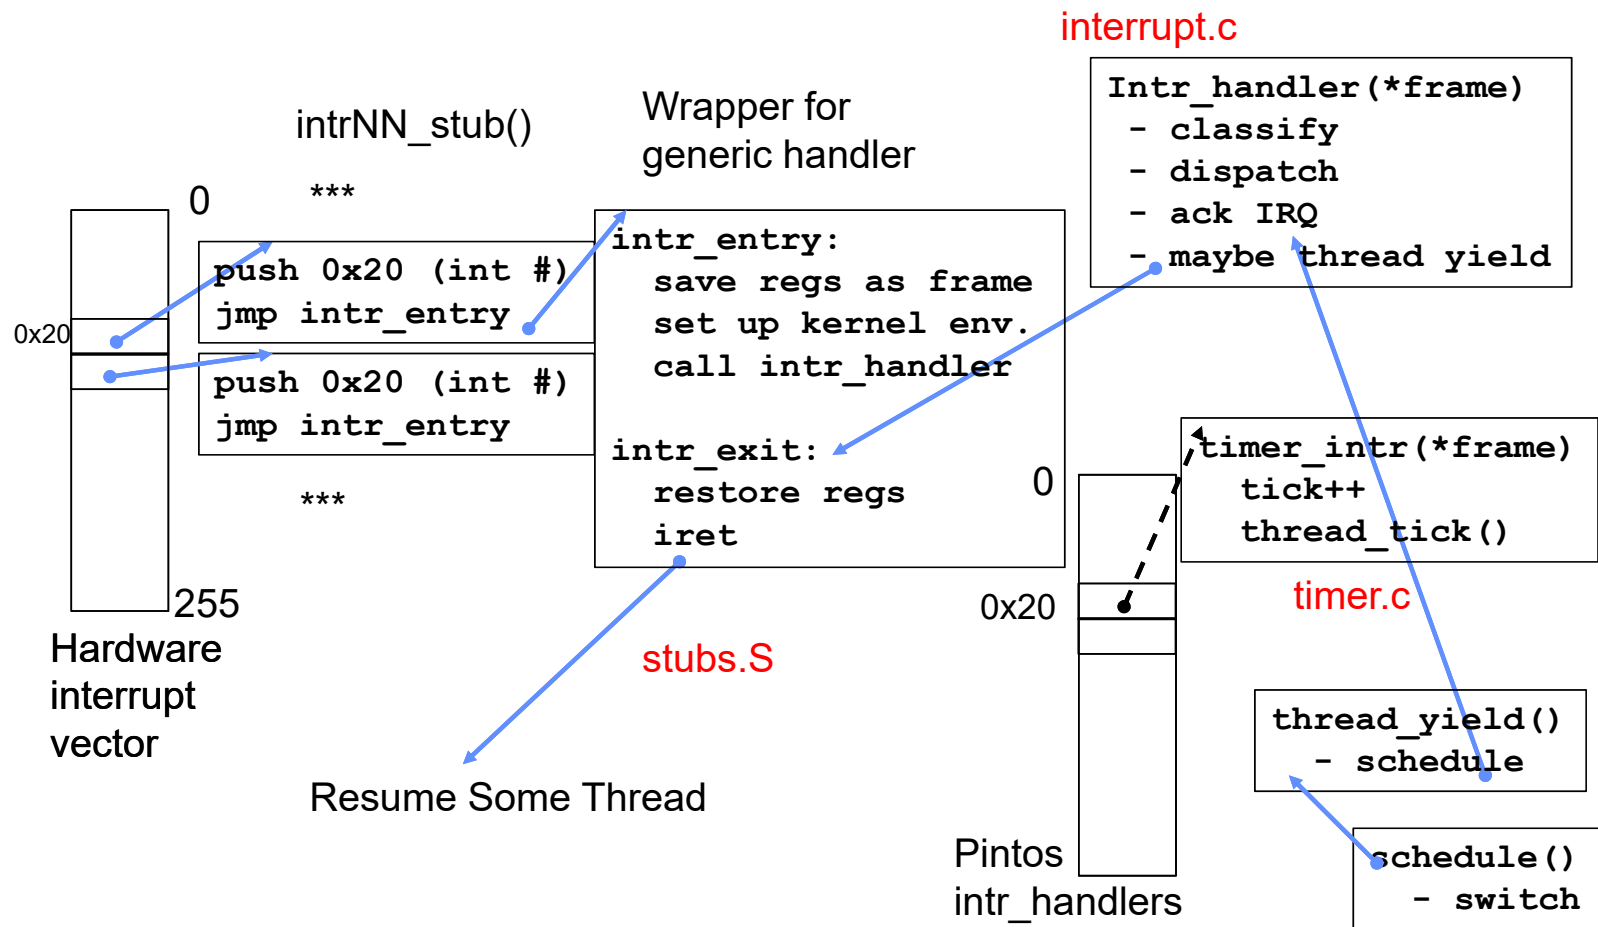 interrupt.c
Intr_handler(*frame)
- classify
- dispatch
- ack IRQ
- maybe thread yield
Wrapper for
generic handler
intrNN_stub()
***
0
push 0x20 (int #)
jmp intr_entry
0x20
push 0x20 (int #)
jmp intr_entry
***
255
Hardware
interrupt
vector
intr_entry:
save regs as frame
set up kernel env.
call intr_handler
intr_exit:
restore regs
iret
stubs.S
Resume Some Thread
0
0x20
Pintos
intr_handlers
timer_intr(*frame)
tick++
thread_tick()
timer.c
thread_yield()
- schedule
schedule()
- switch